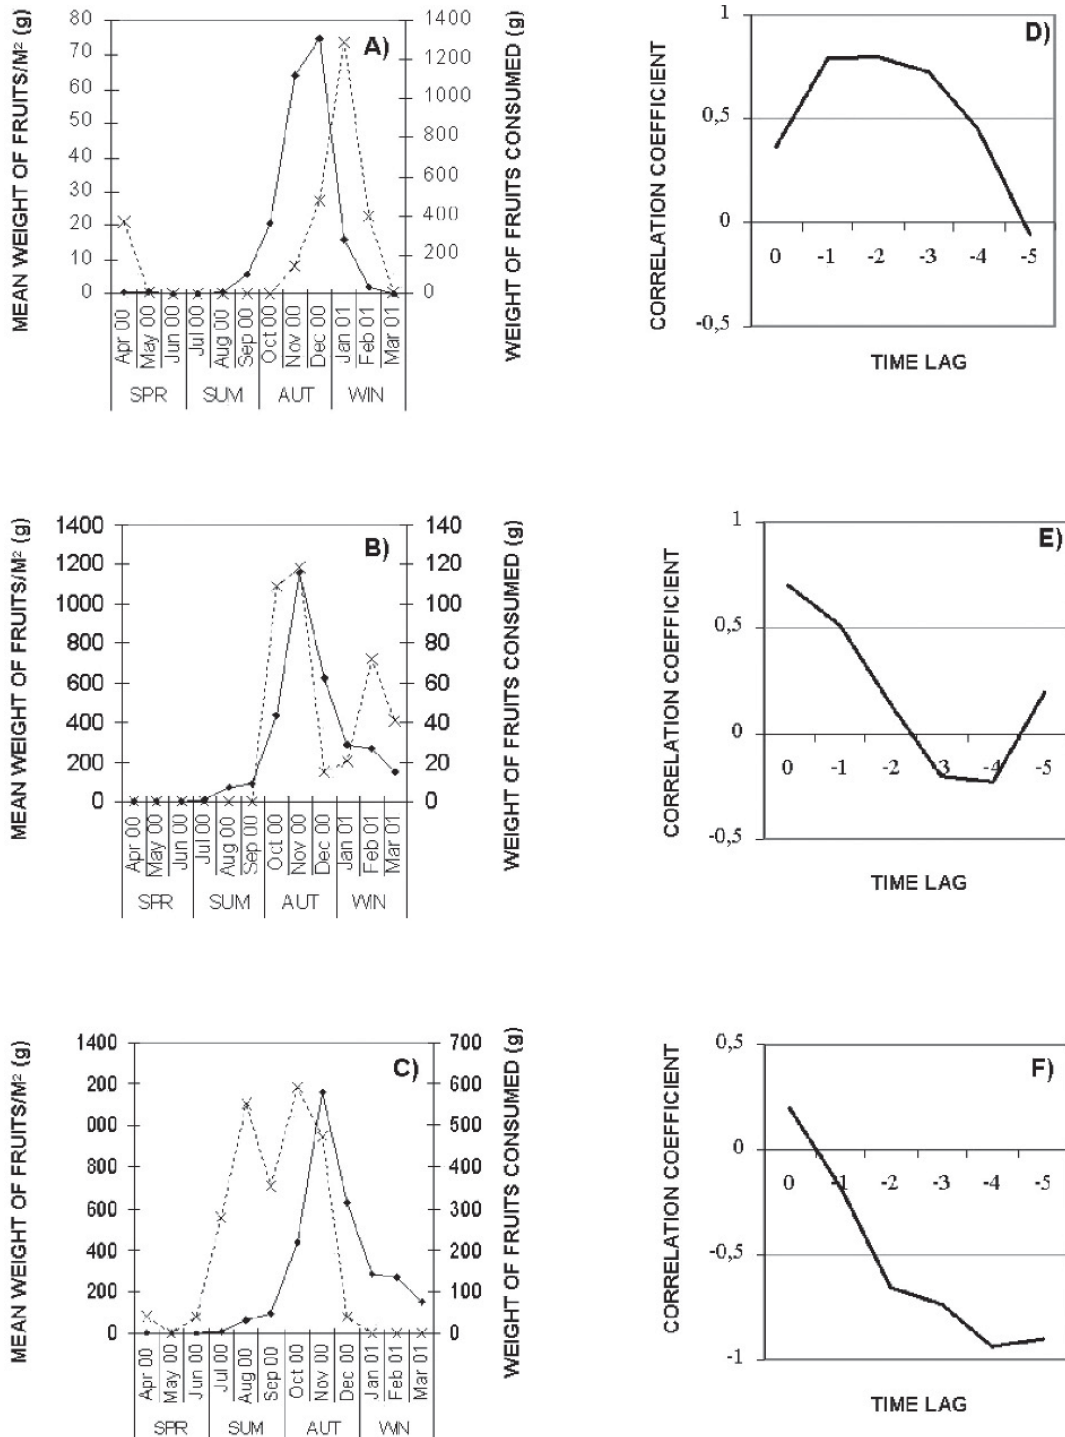 MEAN WEIGHT OF FRUITS/M² (g)
80
70
60
50
40
30
20
10
0
A)
1400
1200
1000
800
600
400
200
0
WEIGHT OF FRUITS CONSUMED (g)
Apr 00 May 00 Jun 00 Jul 00 Aug 00 Sep 00 Oct 00 Nov 00 Dec 00 Jan 01 Feb 01 Mar 01
SPR SUM AUT WIN
CORRELATION COEFFICIENT
1
0,5
0
-0,5
D)
0 -1 -2 -3 -4 -5
TIME LAG
MEAN WEIGHT OF FRUITS/M² (g)
1400
1200
1000
800
600
400
200
0
B)
140
120
100
80
60
40
20
0
WEIGHT OF FRUITS CONSUMED (g)
Apr 00 May 00 Jun 00 Jul 00 Aug 00 Sep 00 Oct 00 Nov 00 Dec 00 Jan 01 Feb 01 Mar 01
SPR SUM AUT WIN
CORRELATION COEFFICIENT
1
0,5
0
-0,5
E)
0 -1 -2 -3 -4 -5
TIME LAG
MEAN WEIGHT OF FRUITS/M² (g)
1400
200
000
800
600
400
200
0
C)
700
600
500
400
300
200
100
0
WEIGHT OF FRUITS CONSUMED (g)
Apr 00 May 00 Jun 00 Jul 00 Aug 00 Sep 00 Oct 00 Nov 00 Dec 00 Jan 01 Feb 01 Mar 01
SPR SUM AUT WIN
CORRELATION COEFFICIENT
0,5
0
-0,5
-1
F)
0 -1 -2 -3 -4 -5
TIME LAG